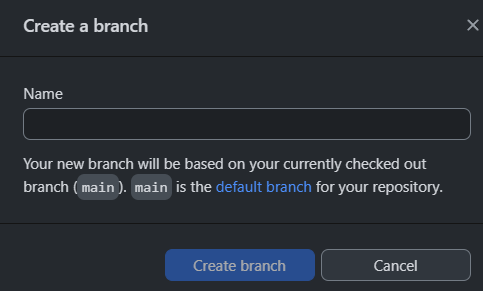 Create a branch
Name
Your new branch will be based on your currently checked out
branch (main). main is the default branch for your repository.
Create branch
Cancel